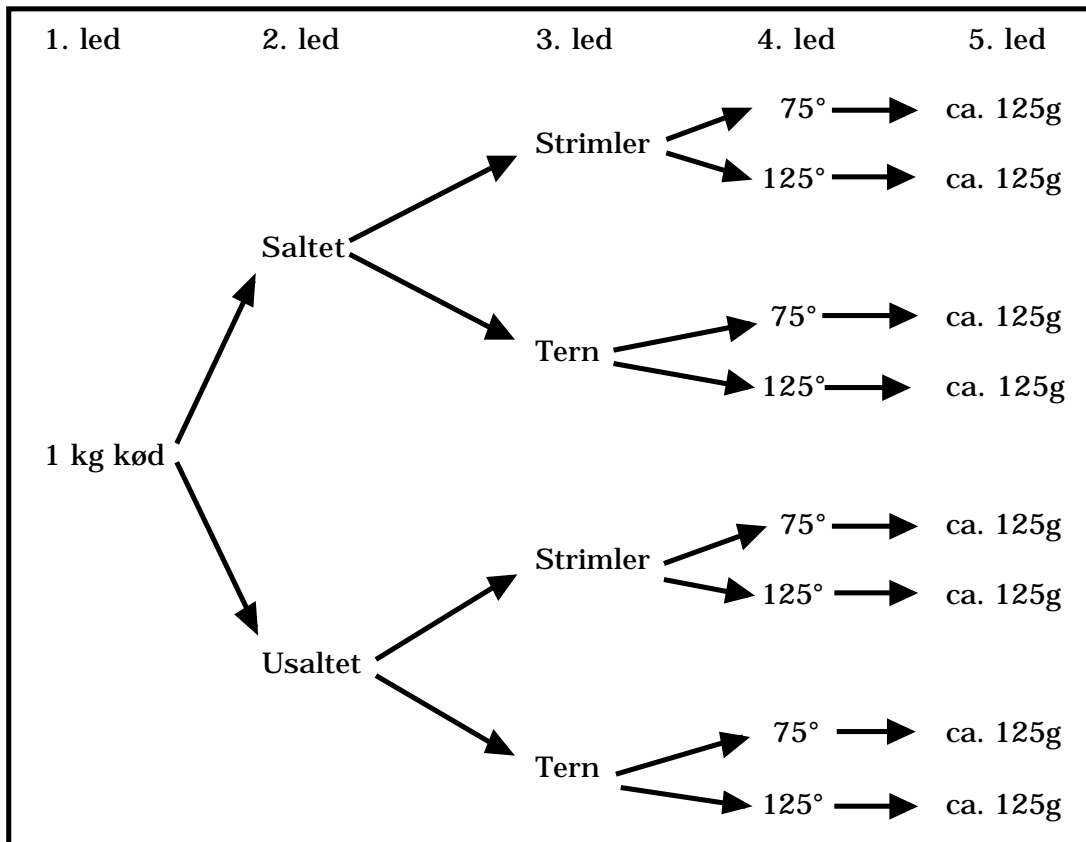 1. led 2. led 3. led 4. led 5. led
75° ca. 125g
Strimler
125° ca. 125g
Saltet
75° ca. 125g
Tern
125° ca. 125g
1 kg kød
75° ca. 125g
Strimler
125° ca. 125g
Usaltet
75° ca. 125g
Tern
125° ca. 125g